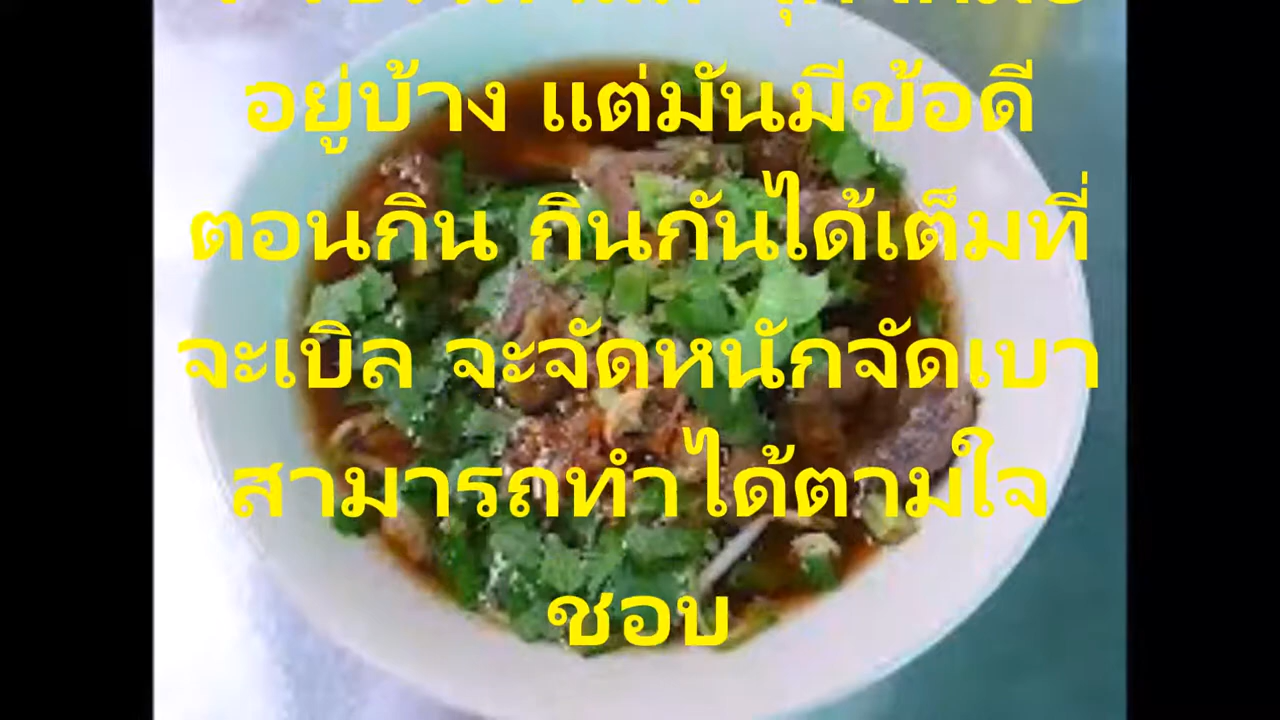 อยู่บ้าง แต่มันมีข้อดี
ตอนกิน กินกันได้เต็มที่
จะเบิล จะจัดหนักจัดเบา
สามารถทำได้ตามใจ
ชอบ